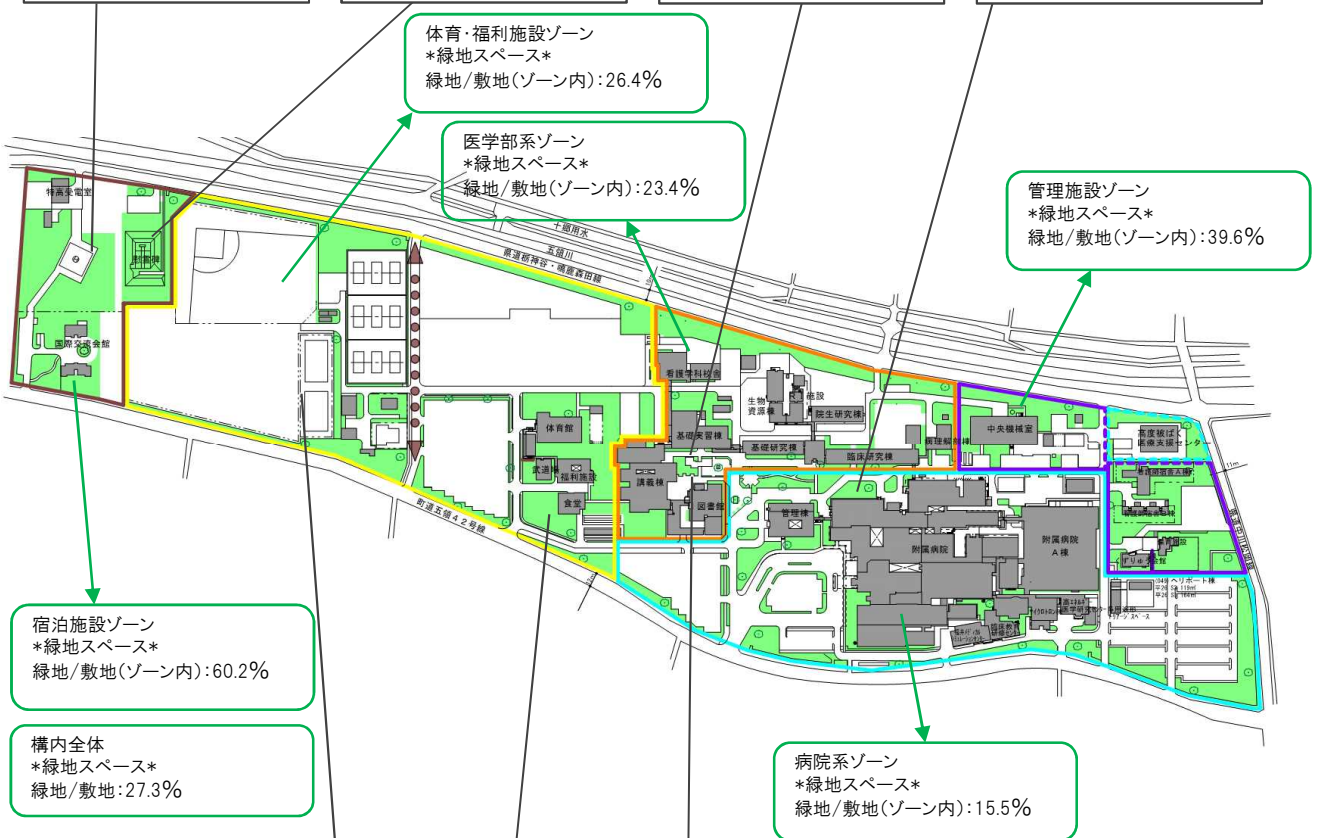 体育・福利施設ゾーン
*緑地スペース*
緑地/敷地(ゾーン内):26.4%
医学部系ゾーン
*緑地スペース*
緑地/敷地(ゾーン内):23.4%
管理施設ゾーン
*緑地スペース*
緑地/敷地(ゾーン内):39.6%
特高受電室
十郷用水
五領川
県道栃神谷・鳴鹿森田線
国際交流会館
看護学科校舎
生物
資源棟
施設
院生研究棟
中央機械室
高度被ばく
医療支援センター
体育館
基礎実習棟
基礎研究棟
臨床研究棟
病理解剖棟
武道場
福利施設
講義棟
11m
食堂
図書館
管理棟
附属病院
附属病院
A棟
町道五領42号線
ヘリポート棟
宿泊施設ゾーン
*緑地スペース*
緑地/敷地(ゾーン内):60.2%
構内全体
*緑地スペース*
緑地/敷地:27.3%
病院系ゾーン
*緑地スペース*
緑地/敷地(ゾーン内):15.5%